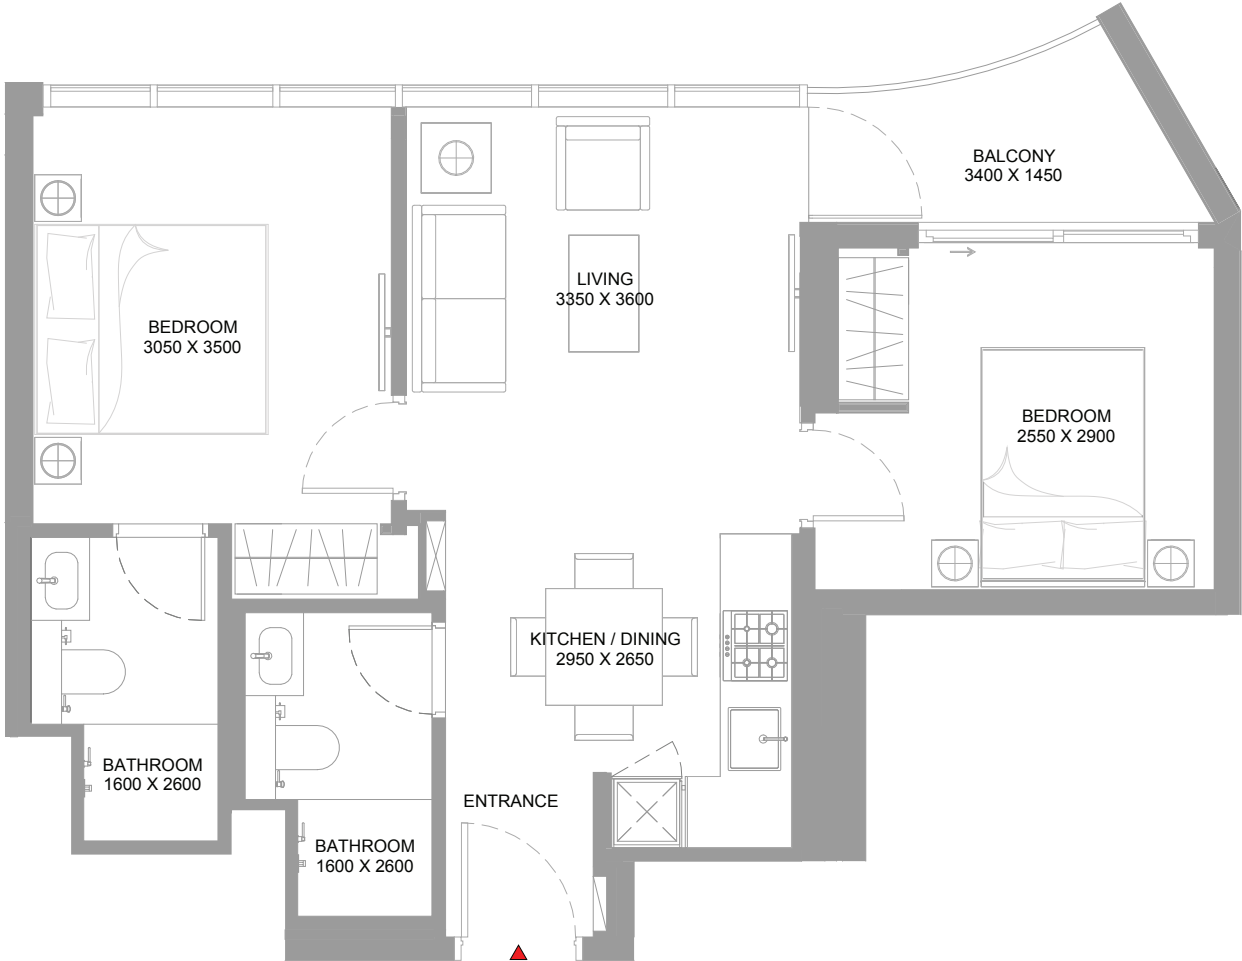 BALCONY
3400 X 1450
LIVING
3350 X 3600
BEDROOM
3050 X 3500
BEDROOM
2550 X 2900
KITCHEN / DINING
2950 X 2650
BATHROOM
1600 X 2600
ENTRANCE
BATHROOM
1600 X 2600